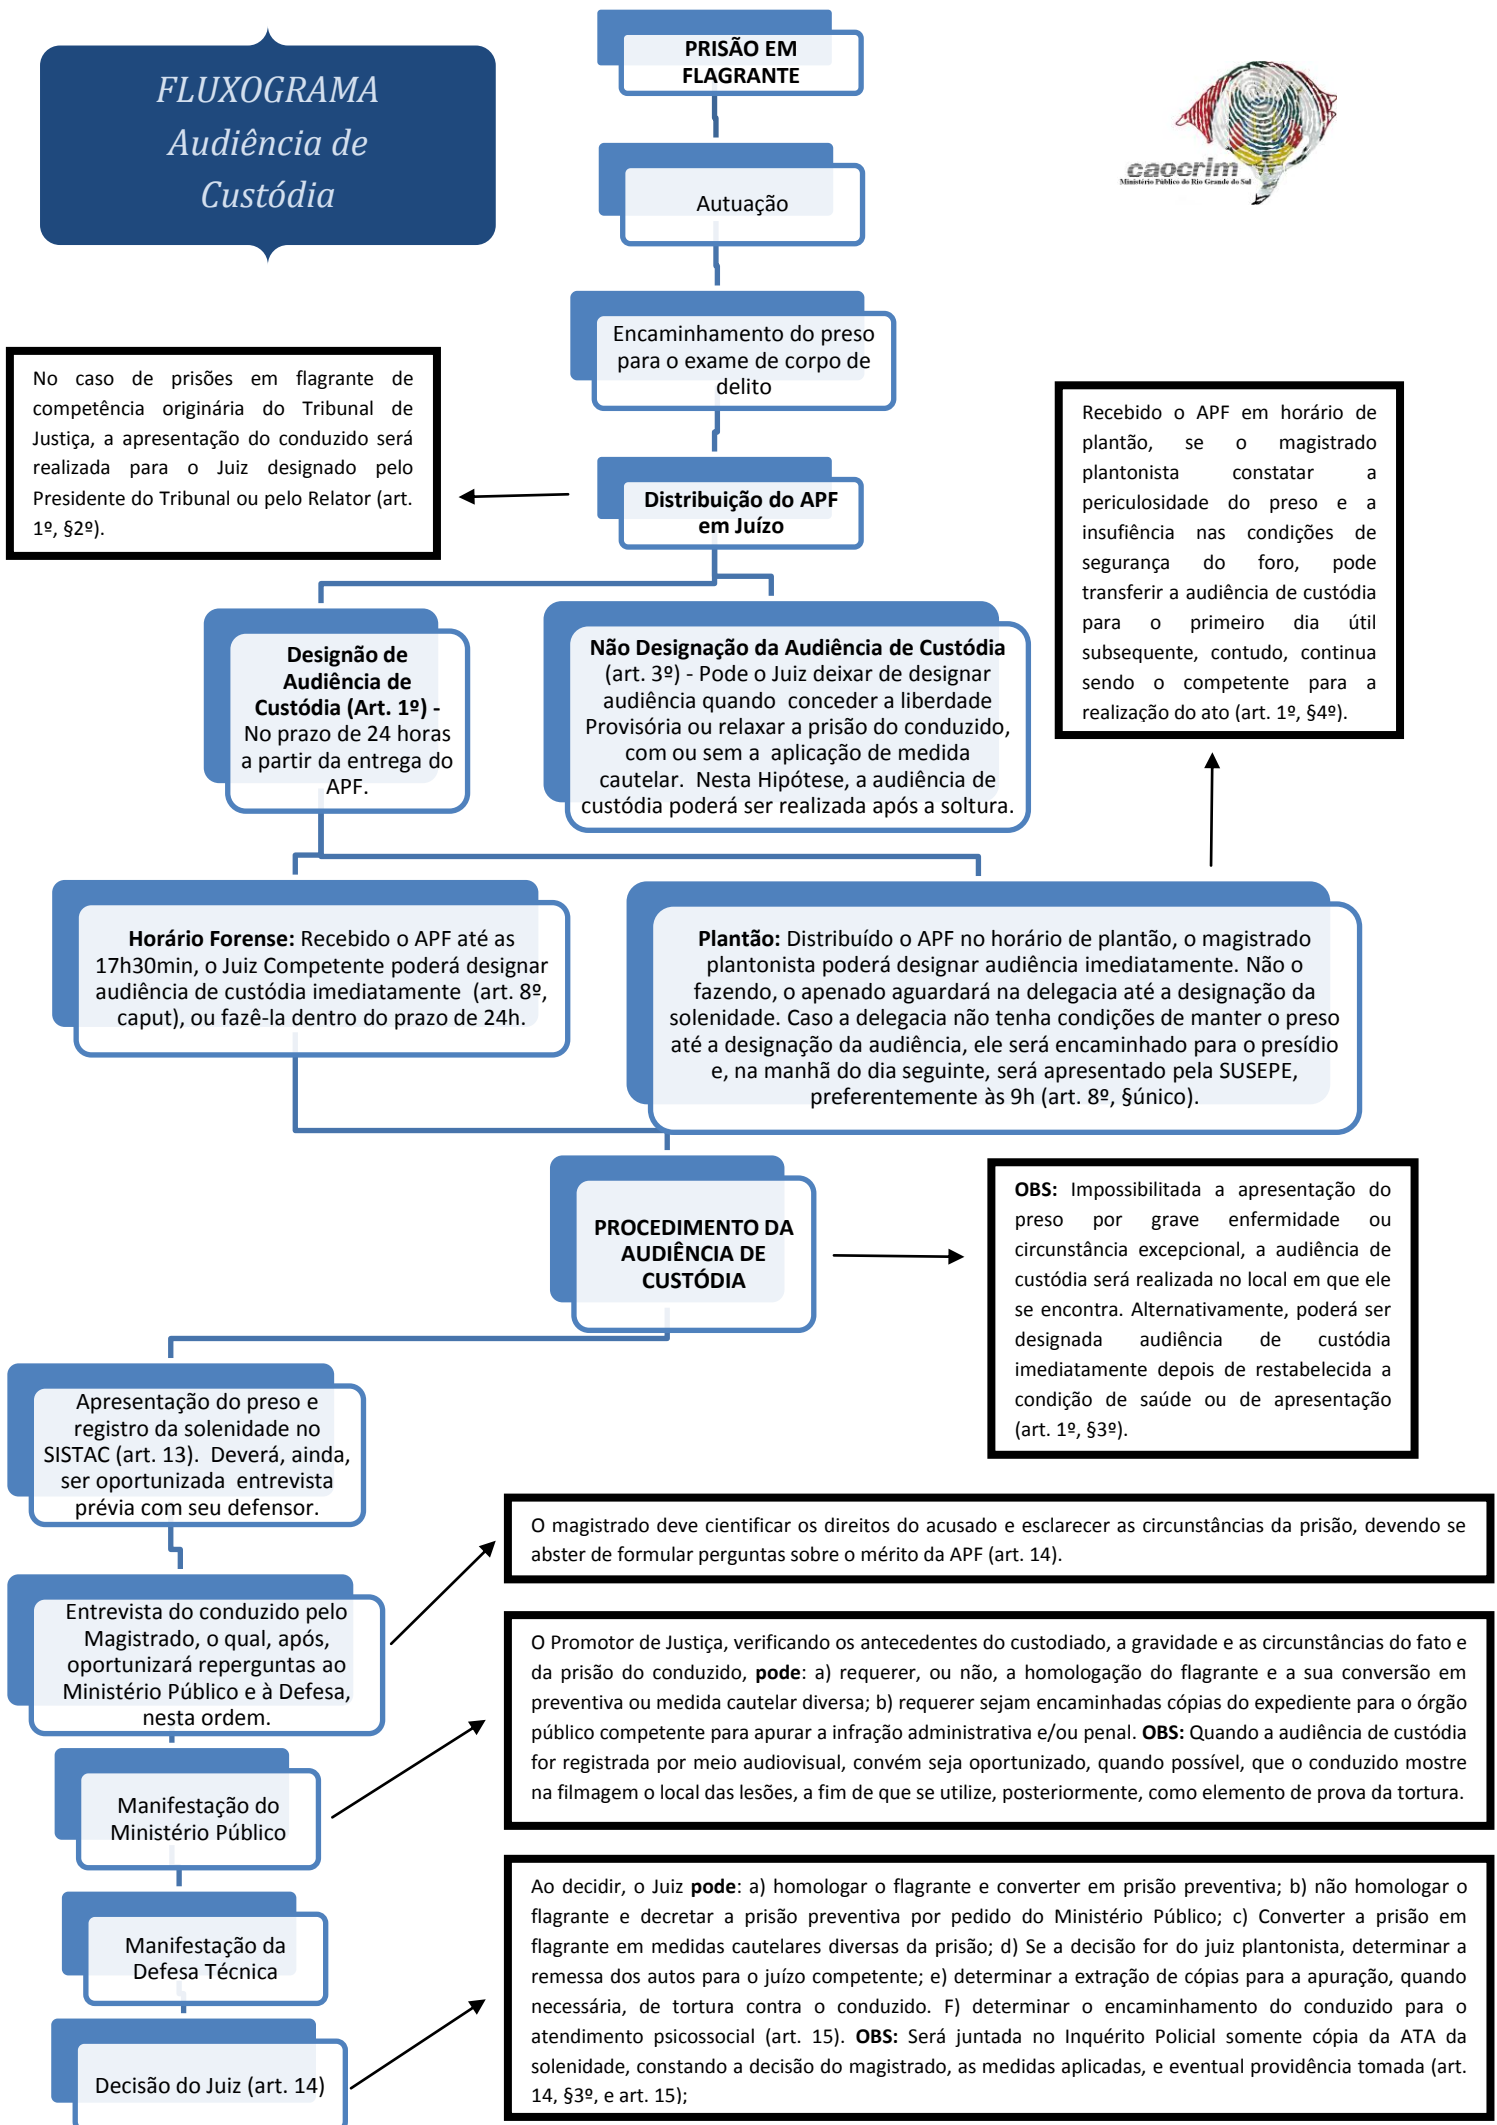 FLUXOGRAMA
Audiência de
Custódia
PRISÃO EM
FLAGRANTE
caocrim
Ministério Público do Rio Grande do Sul
Autuação
Encaminhamento do preso
para o exame de corpo de
delito
No caso de prisões em flagrante de
competência originária do Tribunal de
Justiça, a apresentação do conduzido será
realizada para o Juiz designado pelo
Presidente do Tribunal ou pelo Relator (art.
1º, §2º).
Distribuição do APF
em Juízo
Recebido o APF em horário de
plantão, se o magistrado
plantonista constatar a
periculosidade do preso e a
insufiência nas condições de
segurança do foro, pode
transferir a audiência de custódia
para o primeiro dia útil
subsequente, contudo, continua
sendo o competente para a
realização do ato (art. 1º, §4º).
Designão de
Audiência de
Custódia (Art. 1º) -
No prazo de 24 horas
a partir da entrega do
APF.
Não Designação da Audiência de Custódia
(art. 3º) - Pode o Juiz deixar de designar
audiência quando conceder a liberdade
Provisória ou relaxar a prisão do conduzido,
com ou sem a aplicação de medida
cautelar. Nesta Hipótese, a audiência de
custódia poderá ser realizada após a soltura.
Horário Forense: Recebido o APF até as
17h30min, o Juiz Competente poderá designar
audiência de custódia imediatamente (art. 8º,
caput), ou fazê-la dentro do prazo de 24h.
Plantão: Distribuído o APF no horário de plantão, o magistrado
plantonista poderá designar audiência imediatamente. Não o
fazendo, o apenado aguardará na delegacia até a designação da
solenidade. Caso a delegacia não tenha condições de manter o preso
até a designação da audiência, ele será encaminhado para o presídio
e, na manhã do dia seguinte, será apresentado pela SUSEPE,
preferentemente às 9h (art. 8º, §único).
PROCEDIMENTO DA
AUDIÊNCIA DE
CUSTÓDIA
OBS: Impossibilitada a apresentação do
preso por grave enfermidade ou
circunstância excepcional, a audiência de
custódia será realizada no local em que ele
se encontra. Alternativamente, poderá ser
designada audiência de custódia
imediatamente depois de restabelecida a
condição de saúde ou de apresentação
(art. 1º, §3º).
Apresentação do preso e
registro da solenidade no
SISTAC (art. 13). Deverá, ainda,
ser oportunizada entrevista
prévia com seu defensor.
O magistrado deve cientificar os direitos do acusado e esclarecer as circunstâncias da prisão, devendo se
abster de formular perguntas sobre o mérito da APF (art. 14).
Entrevista do conduzido pelo
Magistrado, o qual, após,
oportunizará reperguntas ao
Ministério Público e à Defesa,
nesta ordem.
O Promotor de Justiça, verificando os antecedentes do custodiado, a gravidade e as circunstâncias do fato e
da prisão do conduzido, pode: a) requerer, ou não, a homologação do flagrante e a sua conversão em
preventiva ou medida cautelar diversa; b) requerer sejam encaminhadas cópias do expediente para o órgão
público competente para apurar a infração administrativa e/ou penal. OBS: Quando a audiência de custódia
for registrada por meio audiovisual, convém seja oportunizado, quando possível, que o conduzido mostre
na filmagem o local das lesões, a fim de que se utilize, posteriormente, como elemento de prova da tortura.
Manifestação do
Ministério Público
Manifestação da
Defesa Técnica
Ao decidir, o Juiz pode: a) homologar o flagrante e converter em prisão preventiva; b) não homologar o
flagrante e decretar a prisão preventiva por pedido do Ministério Público; c) Converter a prisão em
flagrante em medidas cautelares diversas da prisão; d) Se a decisão for do juiz plantonista, determinar a
remessa dos autos para o juízo competente; e) determinar a extração de cópias para a apuração, quando
necessária, de tortura contra o conduzido. F) determinar o encaminhamento do conduzido para o
atendimento psicossocial (art. 15). OBS: Será juntada no Inquérito Policial somente cópia da ATA da
solenidade, constando a decisão do magistrado, as medidas aplicadas, e eventual providência tomada (art.
14, §3º, e art. 15);
Decisão do Juiz (art. 14)